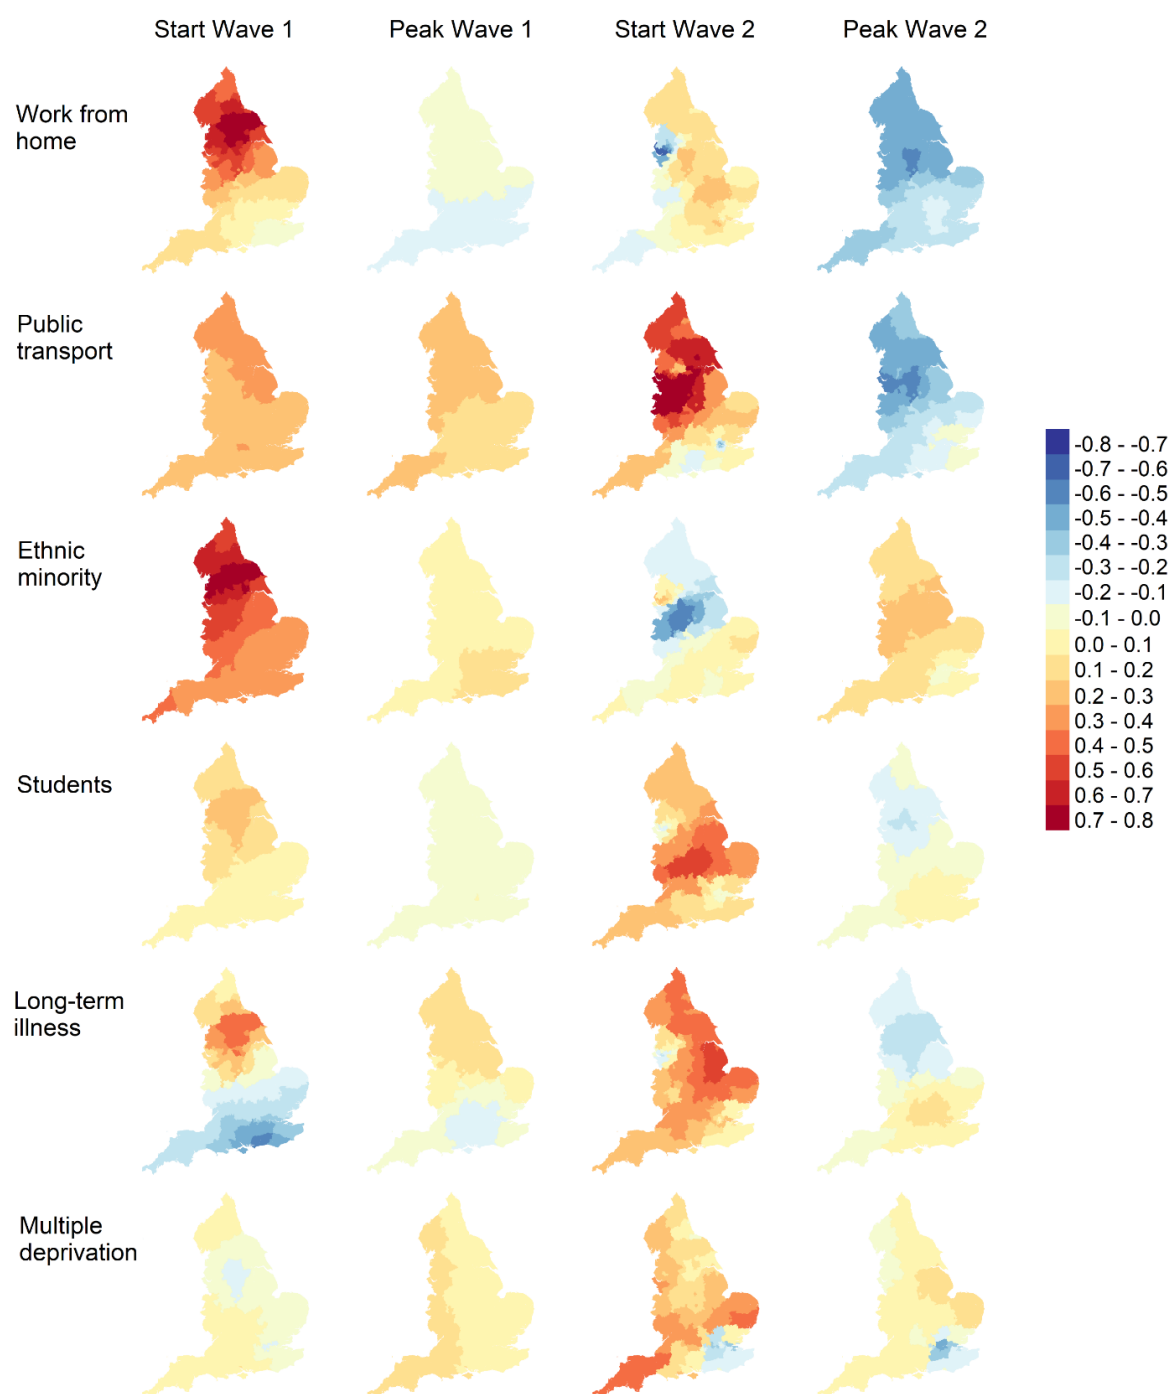 Start Wave 1
Peak Wave 1
Start Wave 2
Peak Wave 2
Work from
home
Public
transport
Ethnic
minority
Students
Long-term
illness
Multiple
deprivation
-0.8 - -0.7
-0.7 - -0.6
-0.6 - -0.5
-0.5 - -0.4
-0.4 - -0.3
-0.3 - -0.2
-0.2 - -0.1
-0.1 - 0.0
0.0 - 0.1
0.1 - 0.2
0.2 - 0.3
0.3 - 0.4
0.4 - 0.5
0.5 - 0.6
0.6 - 0.7
0.7 - 0.8